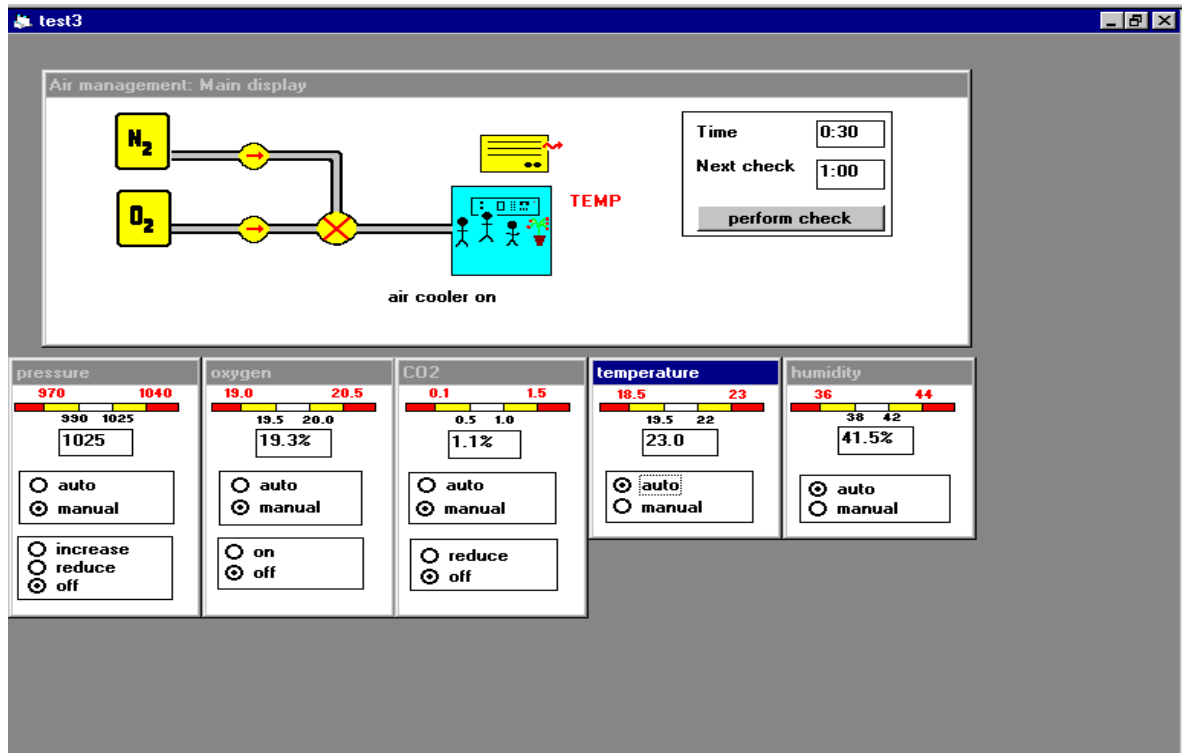 test3
Air management: Main display
N2
O2
TEMP
air cooler on
Time 0:30
Next check 1:00
perform check
pressure
970 1040
990 1025
1025
auto
manual
increase
reduce
off
oxygen
19.0 20.5
19.5 20.0
19.3%
auto
manual
on
off
CO2
0.1 1.5
0.5 1.0
1.1%
auto
manual
reduce
off
temperature
18.5 23
19.5 22
23.0
auto
manual
humidity
36 44
38 42
41.5%
auto
manual